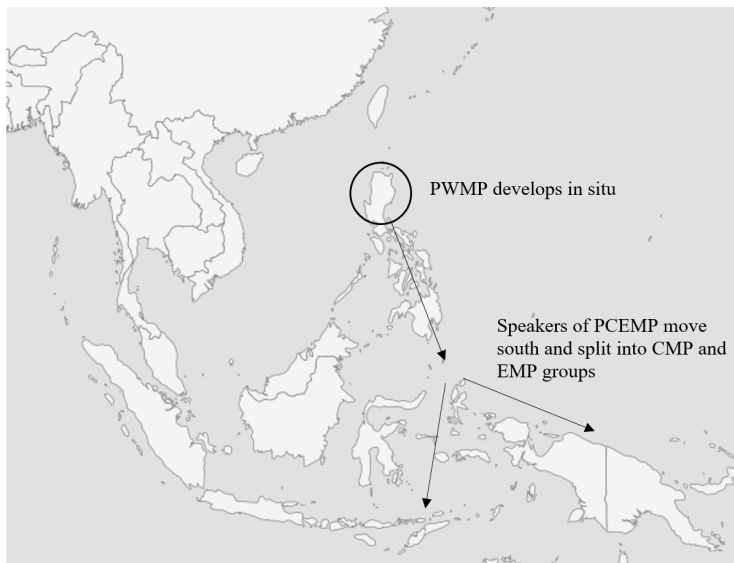 PWMP develops in situ
Speakers of PCEMP move
south and split into CMP and
EMP groups